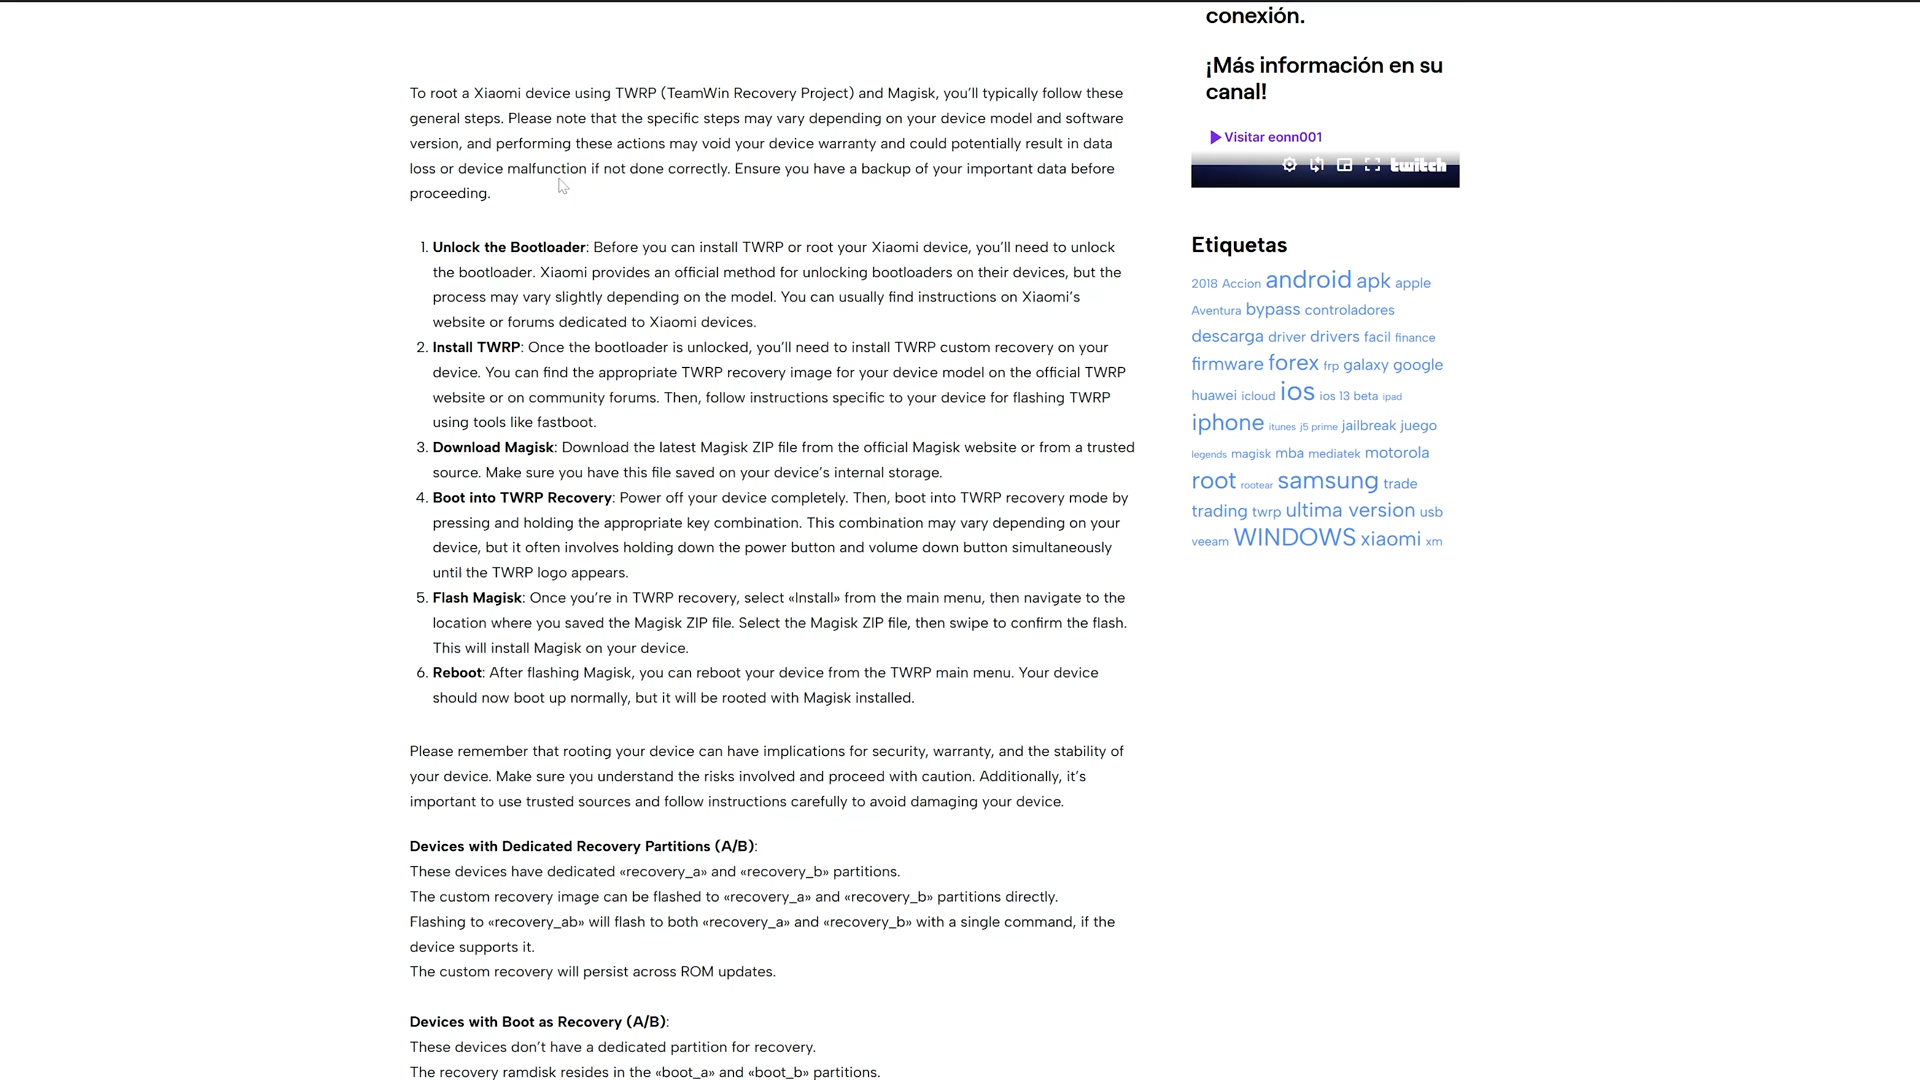 To root a Xiaomi device using TWRP (TeamWin Recovery Project) and Magisk, you’ll typically follow these
general steps. Please note that the specific steps may vary depending on your device model and software
version, and performing these actions may void your device warranty and could potentially result in data
loss or device malfunction if not done correctly. Ensure you have a backup of your important data before
proceeding.
1. Unlock the Bootloader: Before you can install TWRP or root your Xiaomi device, you’ll need to unlock
the bootloader. Xiaomi provides an official method for unlocking bootloaders on their devices, but the
process may vary slightly depending on the model. You can usually find instructions on Xiaomi’s
website or forums dedicated to Xiaomi devices.
2. Install TWRP: Once the bootloader is unlocked, you’ll need to install TWRP custom recovery on your
device. You can find the appropriate TWRP recovery image for your device model on the official TWRP
website or on community forums. Then, follow instructions specific to your device for flashing TWRP
using tools like fastboot.
3. Download Magisk: Download the latest Magisk ZIP file from the official Magisk website or from a trusted
source. Make sure you have this file saved on your device’s internal storage.
4. Boot into TWRP Recovery: Power off your device completely. Then, boot into TWRP recovery mode by
pressing and holding the appropriate key combination. This combination may vary depending on your
device, but it often involves holding down the power button and volume down button simultaneously
until the TWRP logo appears.
5. Flash Magisk: Once you’re in TWRP recovery, select «Install» from the main menu, then navigate to the
location where you saved the Magisk ZIP file. Select the Magisk ZIP file, then swipe to confirm the flash.
This will install Magisk on your device.
6. Reboot: After flashing Magisk, you can reboot your device from the TWRP main menu. Your device
should now boot up normally, but it will be rooted with Magisk installed.
Please remember that rooting your device can have implications for security, warranty, and the stability of
your device. Make sure you understand the risks involved and proceed with caution. Additionally, it’s
important to use trusted sources and follow instructions carefully to avoid damaging your device.
Devices with Dedicated Recovery Partitions (A/B):
These devices have dedicated «recovery_a» and «recovery_b» partitions.
The custom recovery image can be flashed to «recovery_a» and «recovery_b» partitions directly.
Flashing to «recovery_ab» will flash to both «recovery_a» and «recovery_b» with a single command, if the
device supports it.
The custom recovery will persist across ROM updates.
Devices with Boot as Recovery (A/B):
These devices don’t have a dedicated partition for recovery.
The recovery ramdisk resides in the «boot_a» and «boot_b» partitions.
conexión.
¡Más información en su
canal!
Visitar eonn001
twitch
Etiquetas
2018 Accion android apk apple
Aventura bypass controladores
descarga driver drivers facil finance
firmware forex frp galaxy google
huawei icloud ios ios 13 beta ipad
iphone itunes j5 prime jailbreak juego
legends magisk mba mediatek motorola
root rootear samsung trade
trading twrp ultima version usb
veeam WINDOWS xiaomi xm